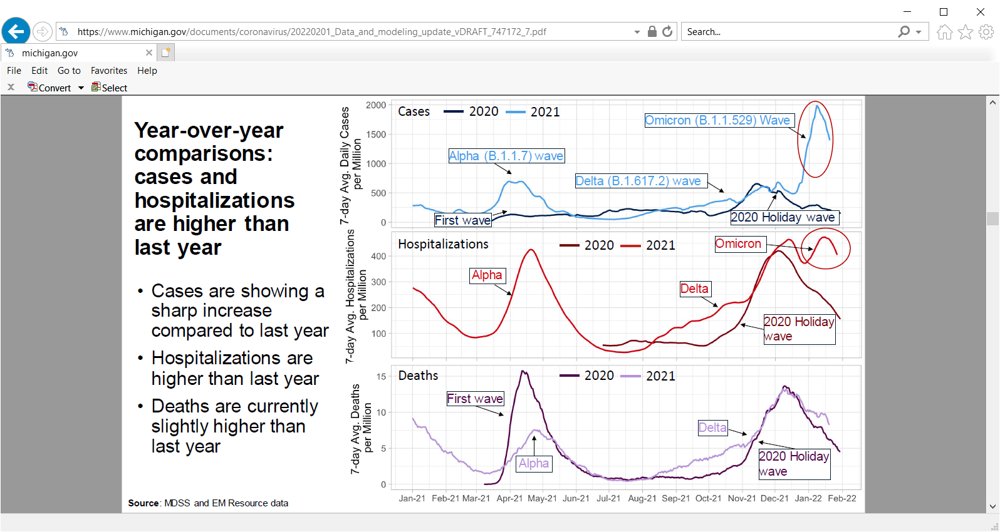 https://www.michigan.gov/documents/coronavirus/20220201_Data_and_modeling_update_vDRAFT_747172_7.pdf
Search...
michigan.gov
File Edit Go to Favorites Help
x Convert Select
Year-over-year
comparisons:
cases and
hospitalizations
are higher than
last year
• Cases are showing a
sharp increase
compared to last year
• Hospitalizations are
higher than last year
• Deaths are currently
slightly higher than
last year
Source: MDSS and EM Resource data
7-day Avg. Daily Cases
per Million
2000
1500
1000
500
0
Cases 2020 2021
Omicron (B.1.1.529) Wave
Alpha (B.1.1.7) wave
Delta (B.1.617.2) wave
First wave
2020 Holiday wave
7-day Avg. Hospitalizations
per Million
400
300
200
100
Hospitalizations 2020 2021
Omicron
Alpha
Delta
2020 Holiday
wave
7-day Avg. Deaths
per Million
15
10
5
0
Deaths 2020 2021
First wave
Delta
Alpha
2020 Holiday
wave
Jan-21 Feb-21 Mar-21 Apr-21 May-21 Jun-21 Jul-21 Aug-21 Sep-21 Oct-21 Nov-21 Dec-21 Jan-22 Feb-22